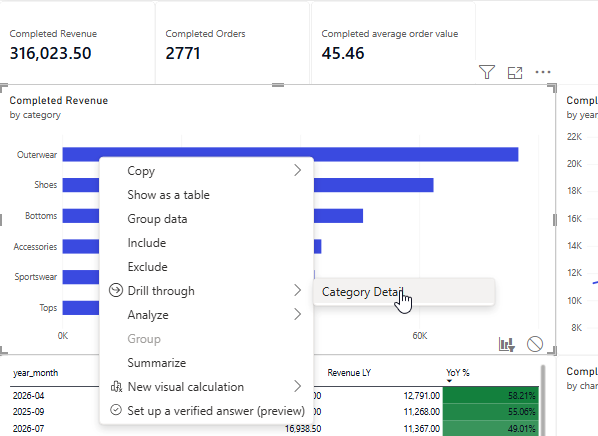 Completed Revenue
316,023.50
Completed Orders
2771
Completed average order value
45.46
Completed Revenue
by category
Outerwear
Shoes
Bottoms
Accessories
Sportswear
Tops
0K
60K
Copy
Show as a table
Group data
Include
Exclude
Drill through
Analyze
Group
Summarize
New visual calculation
Set up a verified answer (preview)
Category Detail
by year
22K
20K
18K
16K
14K
12K
10K
8K
year_month Revenue LY YoY %
2026-04 12,791.00 58.21%
2025-09 11,268.00 55.06%
2026-07 16,938.50 11,367.00 49.01%
by char